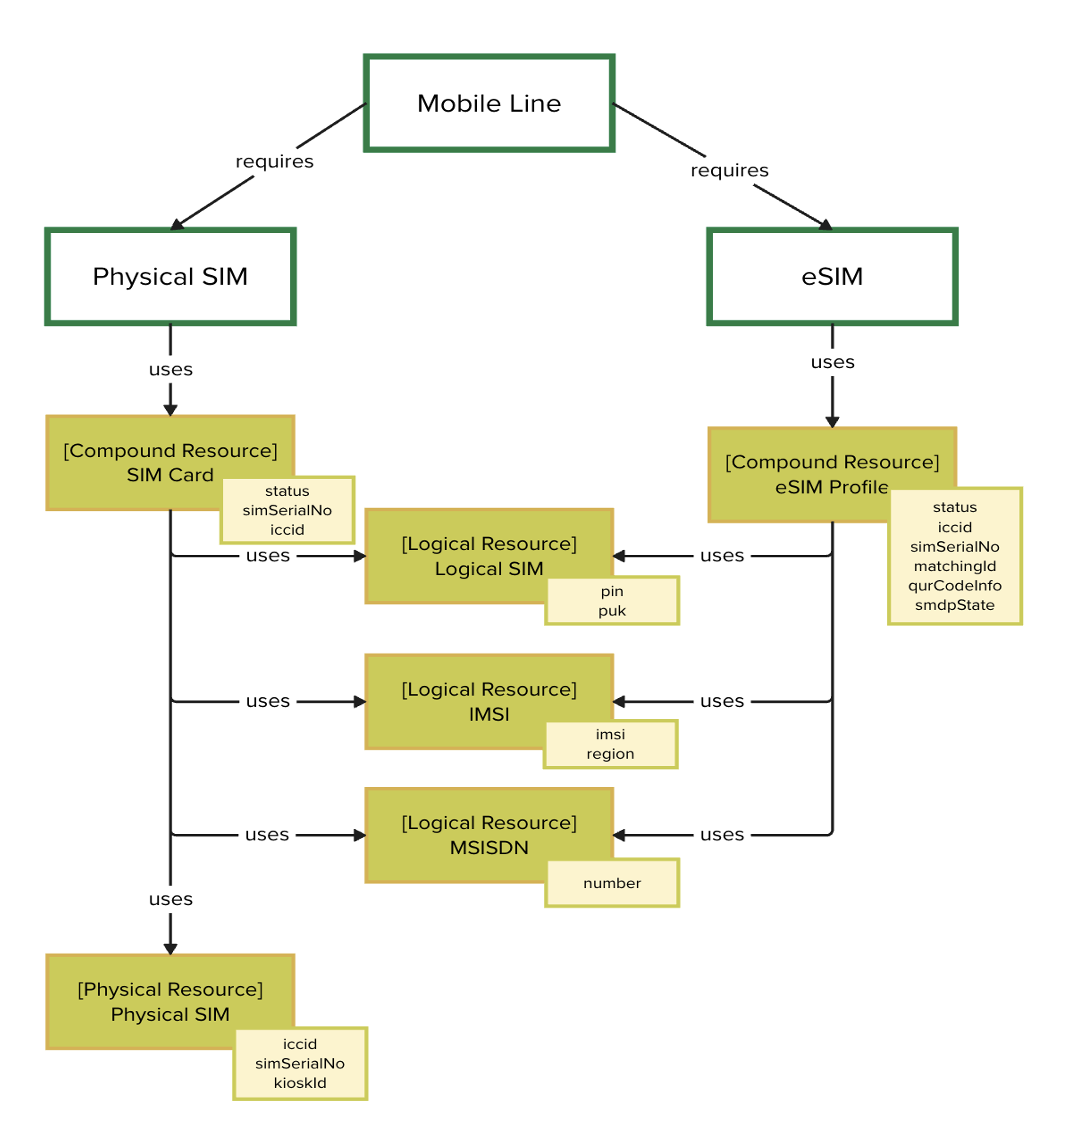 Mobile Line
requires
requires
Physical SIM
eSIM
uses
uses
[Compound Resource]
SIM Card
status
simSerialNo
iccid
[Compound Resource]
eSIM Profile
status
iccid
simSerialNo
matchingId
qurCodeInfo
smdpState
uses
[Logical Resource]
Logical SIM
pin
puk
uses
uses
[Logical Resource]
IMSI
imsi
region
uses
uses
[Logical Resource]
MSISDN
number
uses
uses
[Physical Resource]
Physical SIM
iccid
simSerialNo
kioskId